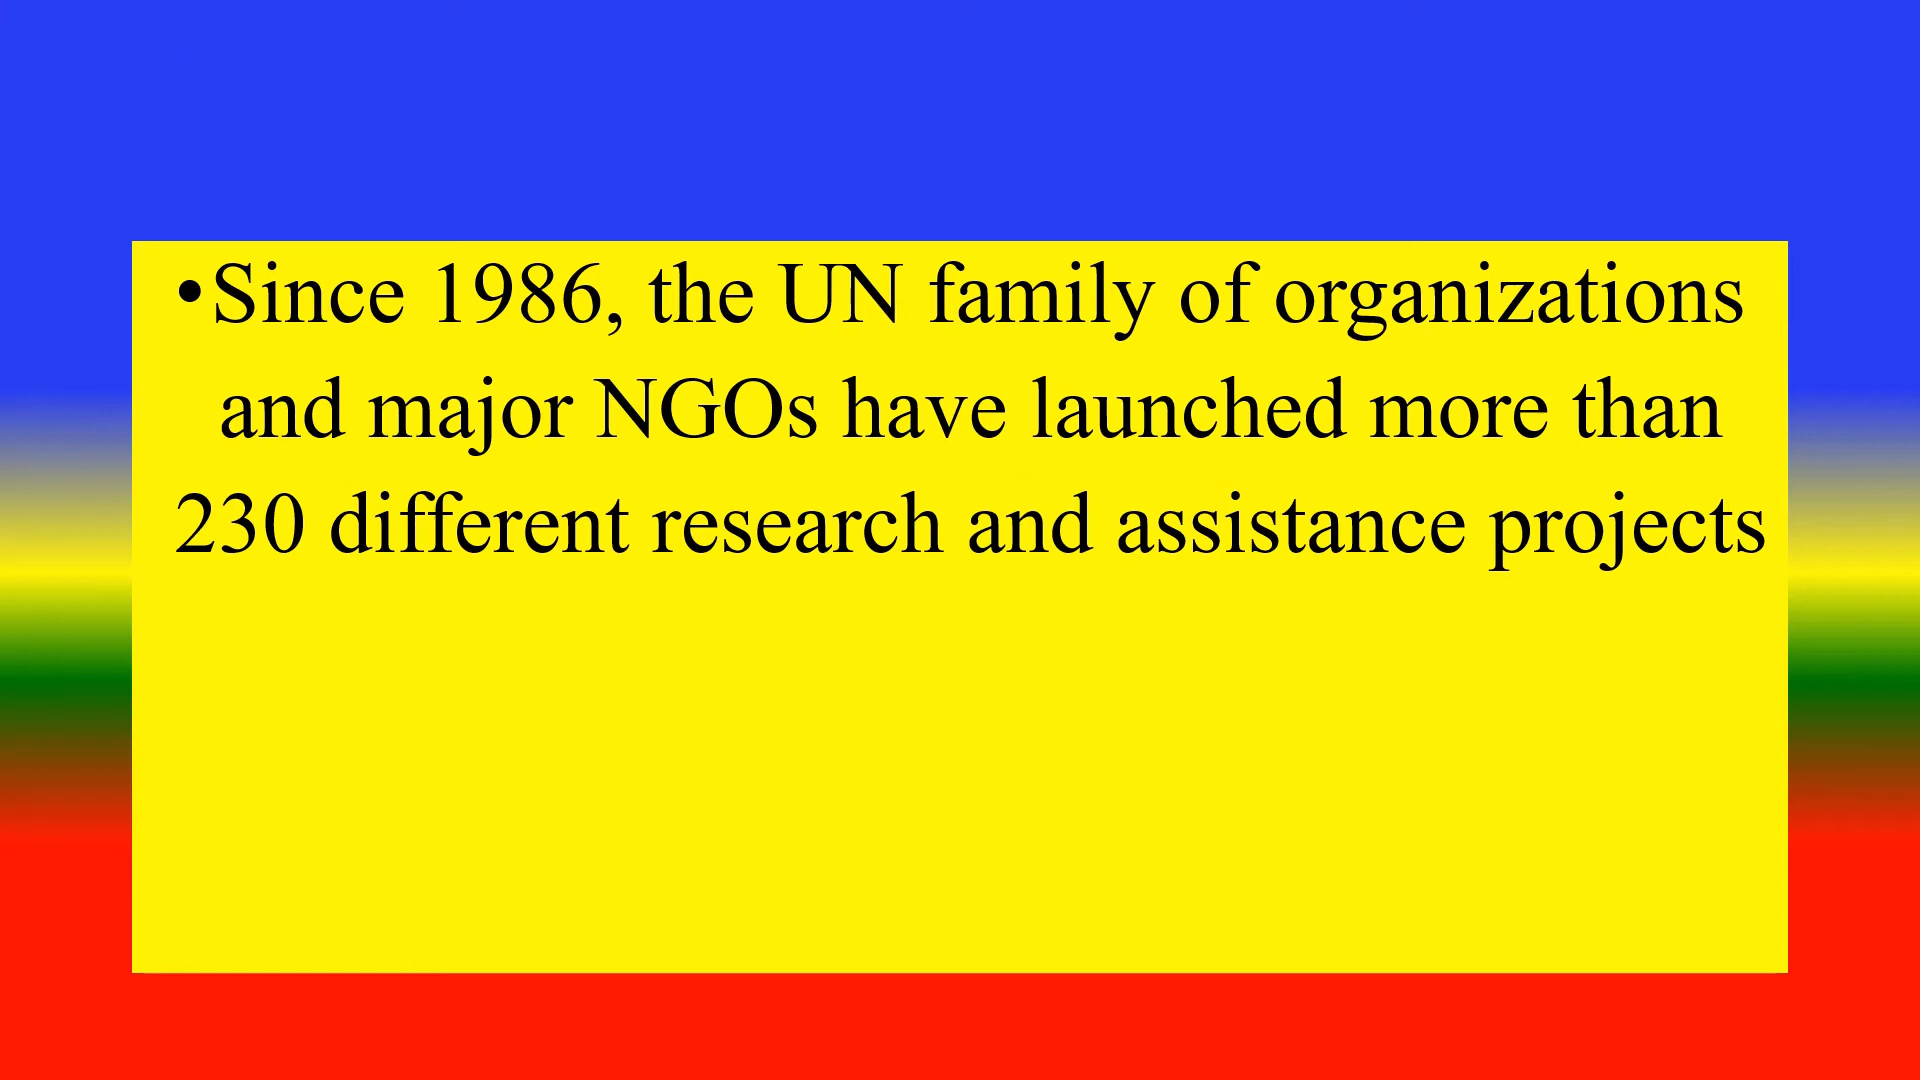 •Since 1986, the UN family of organizations
and major NGOs have launched more than
230 different research and assistance projects